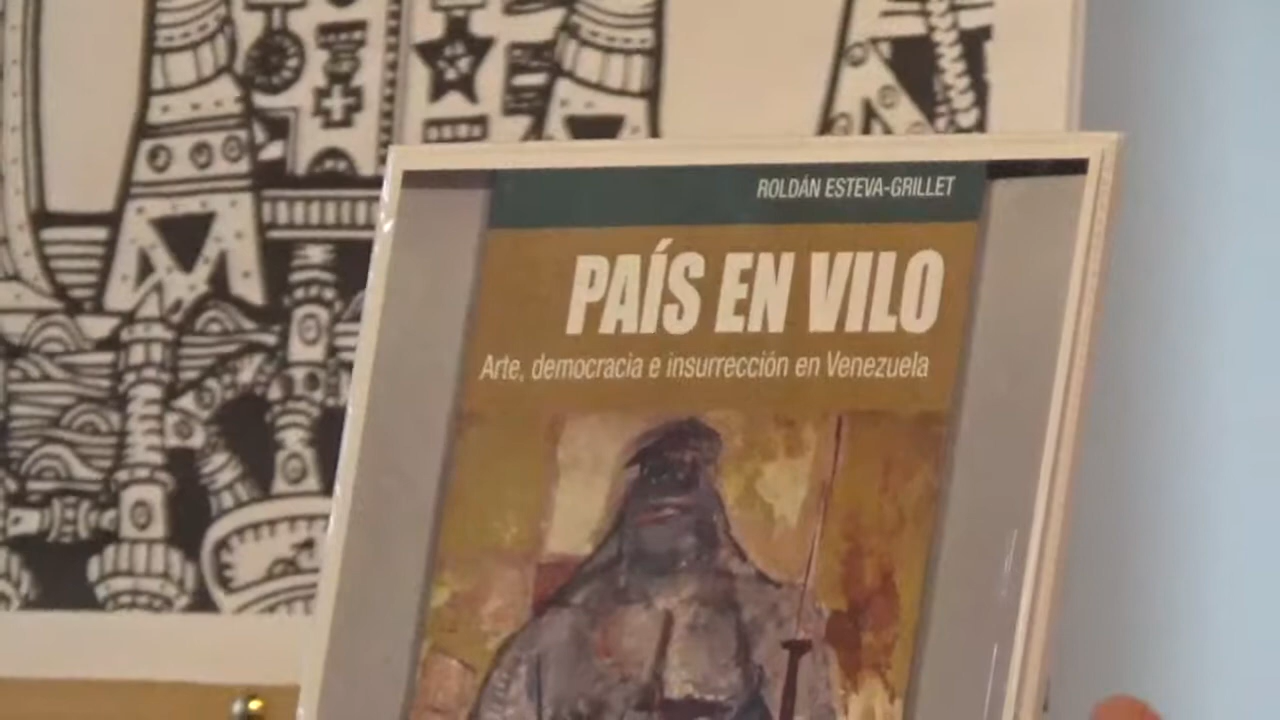 ROLDÁN ESTEVA-GRILLET
PAÍS EN VILO
Arte, democracia e insurrección en Venezuela